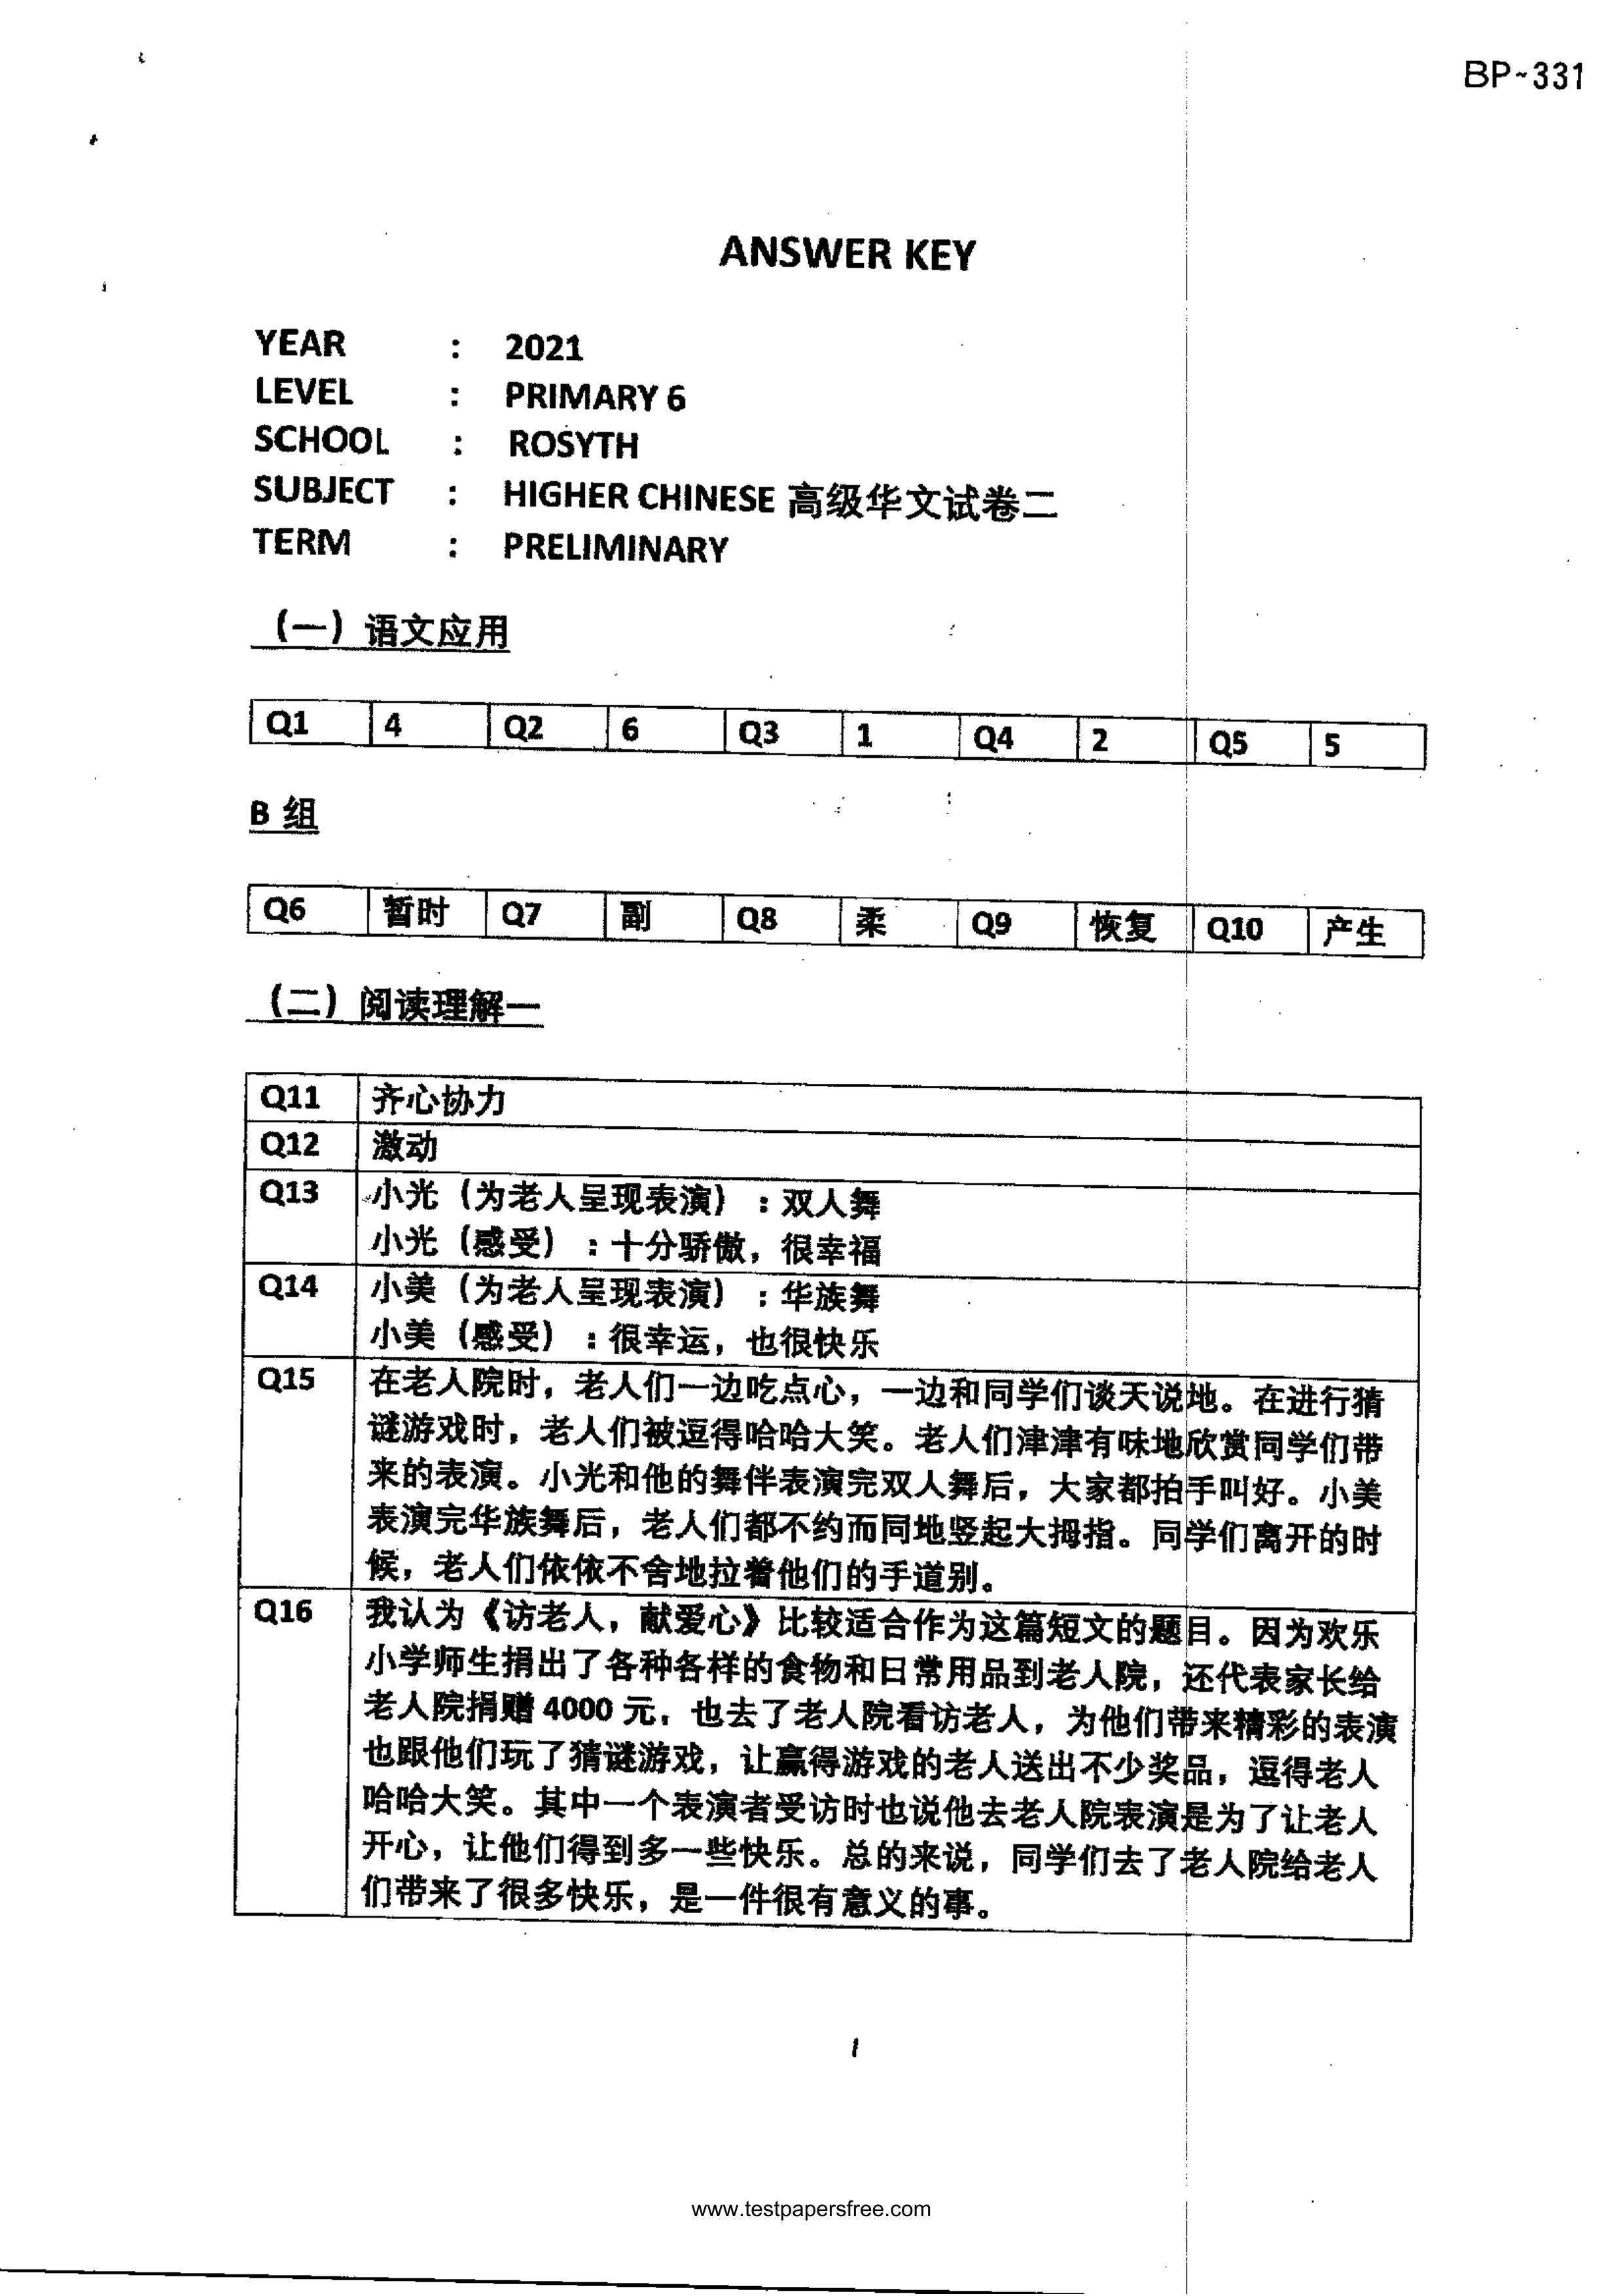 BP~331
ANSWER KEY
YEAR : 2021
LEVEL : PRIMARY 6
SCHOOL : ROSYTH
SUBJECT : HIGHER CHINESE 高级华文试卷二
TERM : PRELIMINARY
（一）语文应用
Q1 4 Q2 6 Q3 1 Q4 2 Q5 5
B 组
Q6 暂时 Q7 副 Q8 柔 Q9 恢复 Q10 产生
（二）阅读理解一
Q11 齐心协力
Q12 激动
Q13 小光（为老人呈现表演）：双人舞
小光（感受）：十分骄傲，很幸福
Q14 小美（为老人呈现表演）：华族舞
小美（感受）：很幸运，也很快乐
Q15 在老人院时，老人们一边吃点心，一边和同学们谈天说地。在进行猜
谜游戏时，老人们被逗得哈哈大笑。老人们津津有味地欣赏同学们带
来的表演。小光和他的舞伴表演完双人舞后，大家都拍手叫好。小美
表演完华族舞后，老人们都不约而同地竖起大拇指。同学们离开的时
候，老人们依依不舍地拉着他们的手道别。
Q16 我认为《访老人，献爱心》比较适合作为这篇短文的题目。因为欢乐
小学师生捐出了各种各样的食物和日常用品到老人院，还代表家长给
老人院捐赠 4000 元，也去了老人院看访老人，为他们带来精彩的表演
也跟他们玩了猜谜游戏，让赢得游戏的老人送出不少奖品，逗得老人
哈哈大笑。其中一个表演者受访时也说他去老人院表演是为了让老人
开心，让他们得到多一些快乐。总的来说，同学们去了老人院给老人
们带来了很多快乐，是一件很有意义的事。
1
www.testpapersfree.com